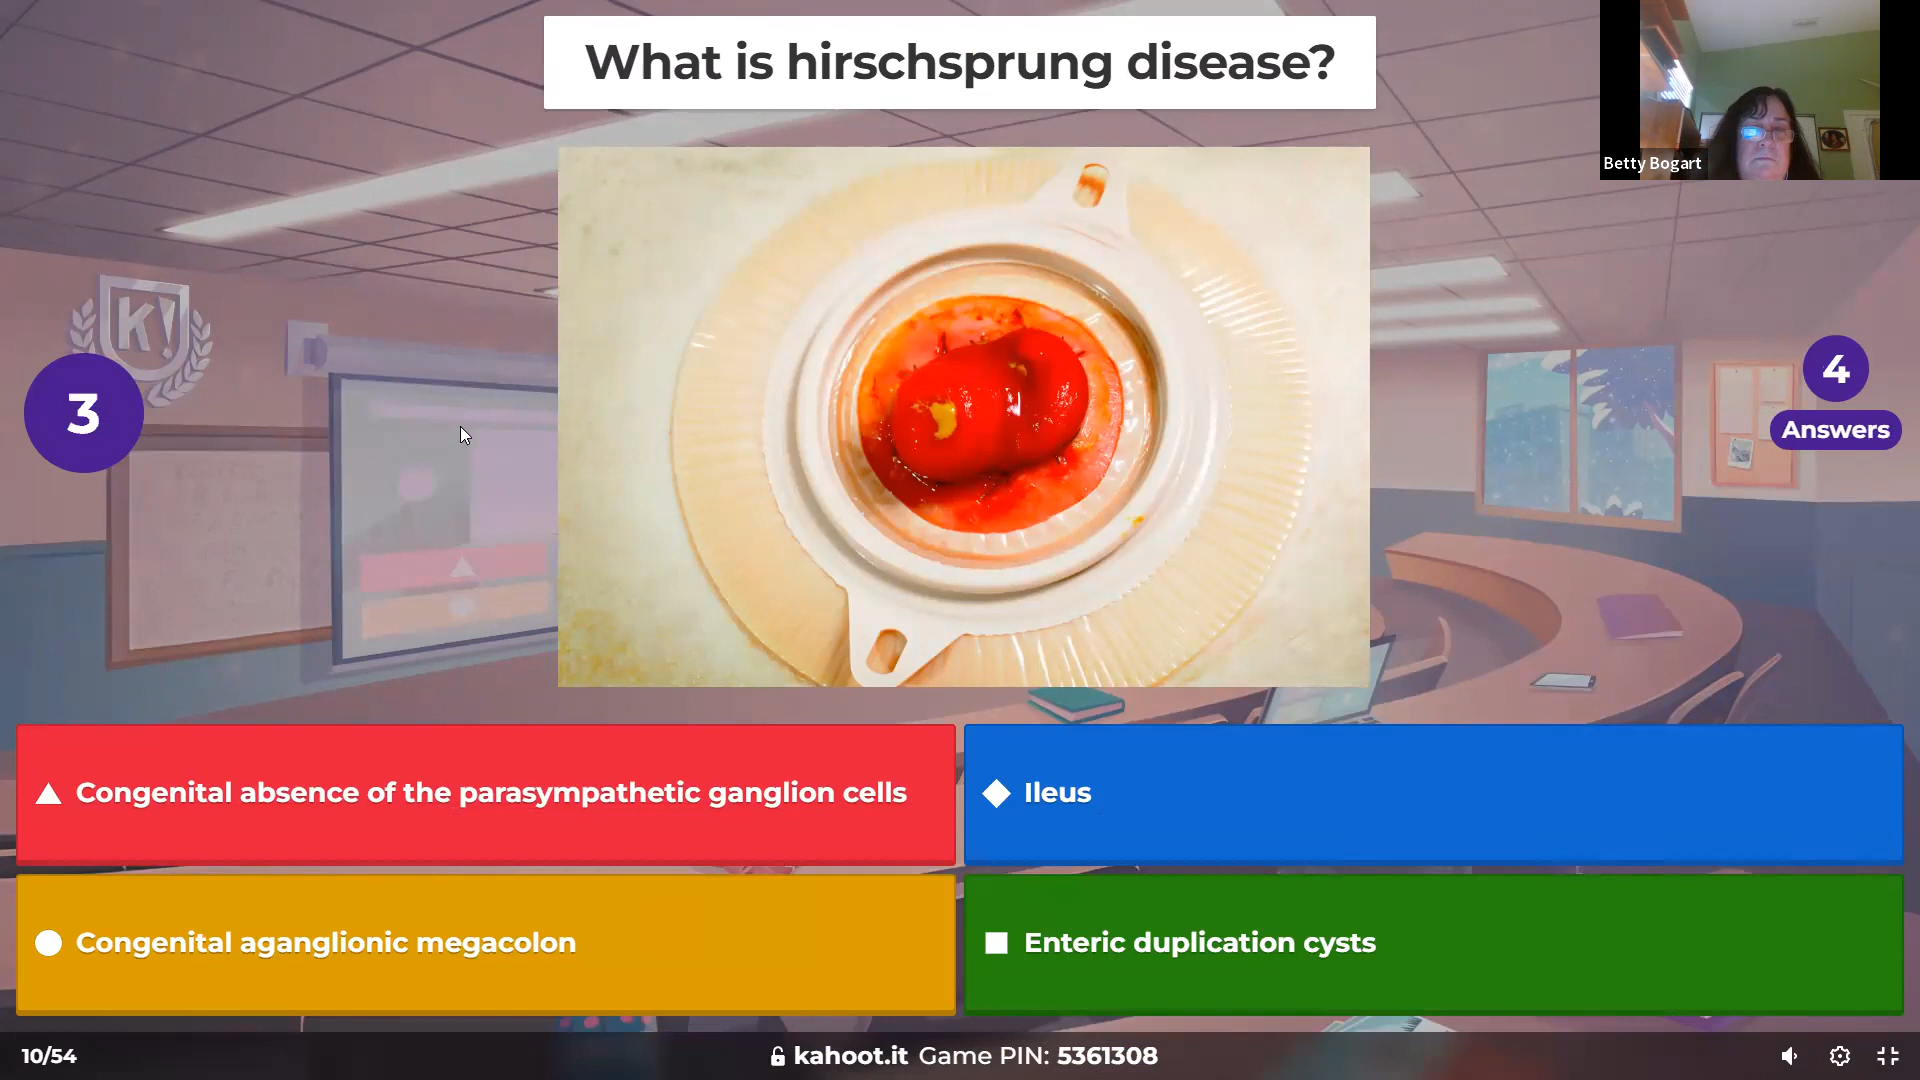 What is hirschsprung disease?
Betty Bogart
K!
3
4
Answers
Congenital absence of the parasympathetic ganglion cells
Ileus
Congenital aganglionic megacolon
Enteric duplication cysts
10/54
kahoot.it Game PIN: 5361308